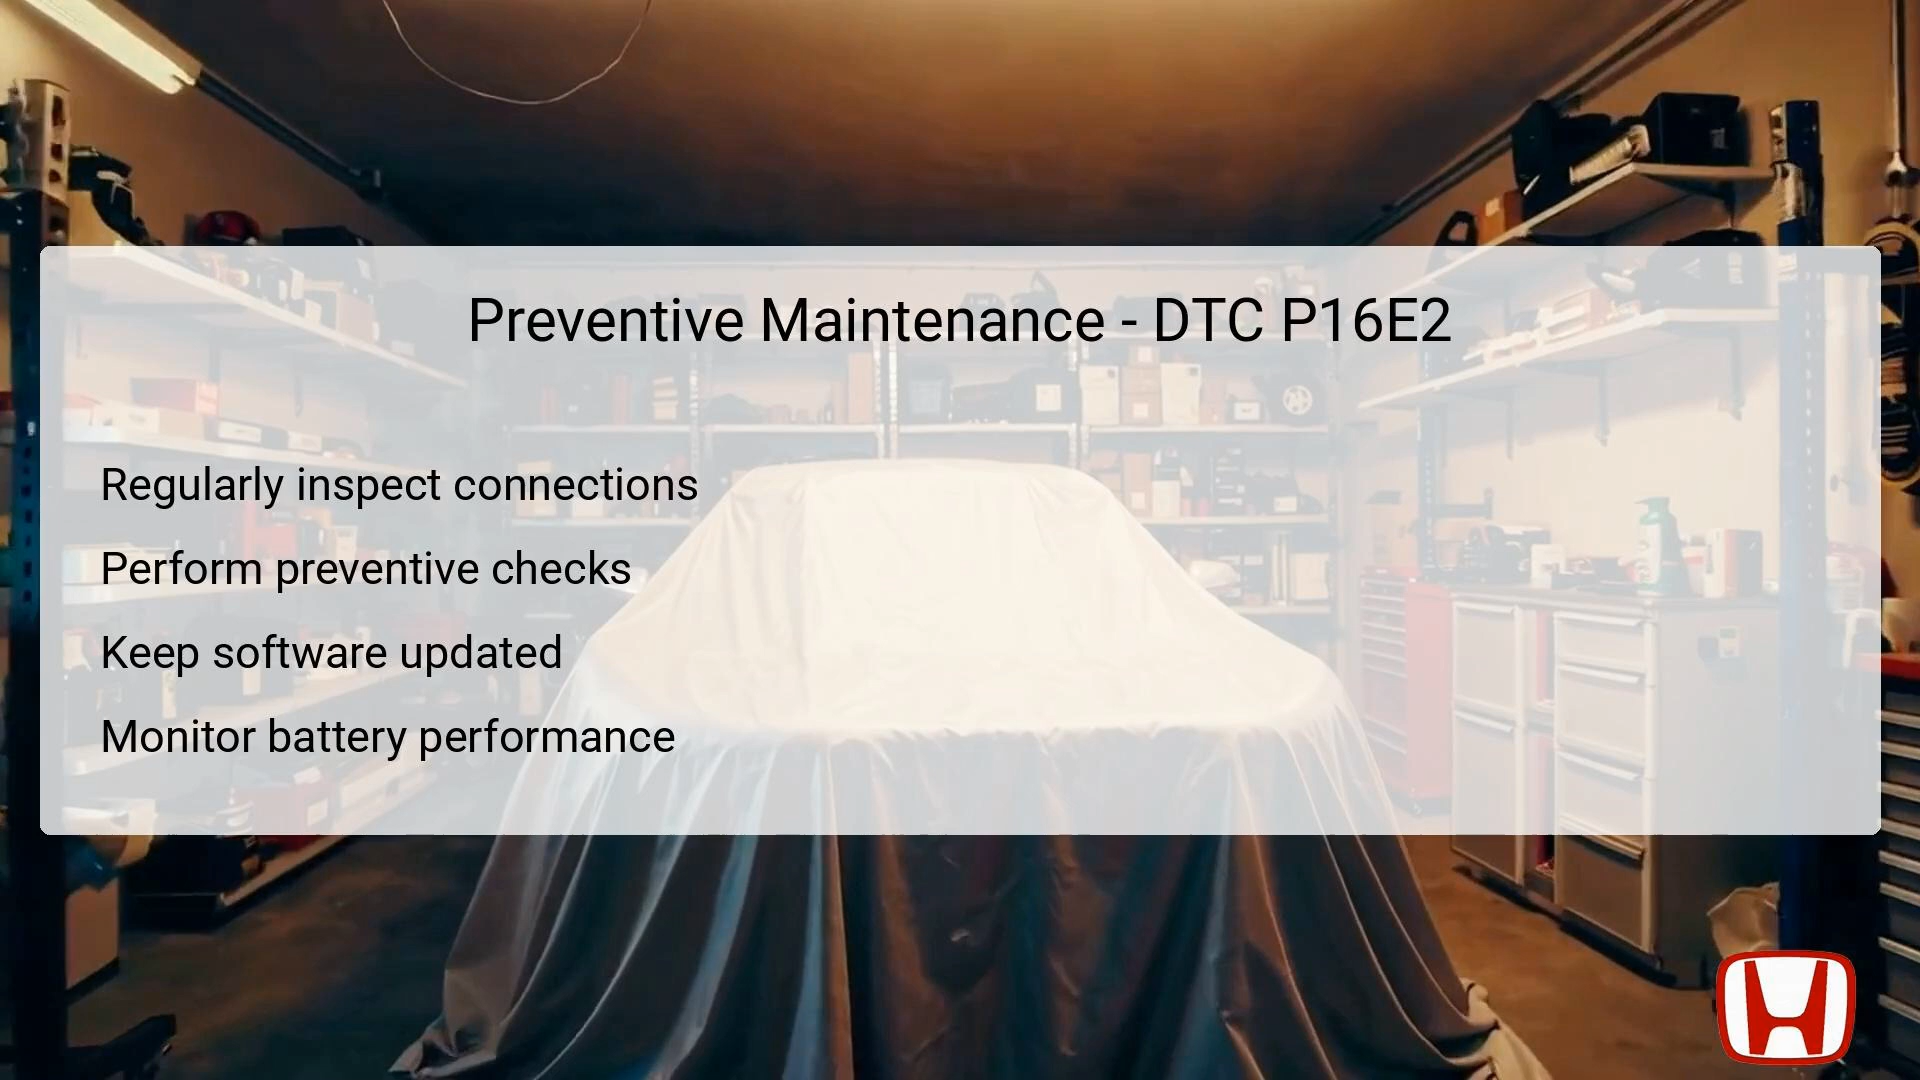 Preventive Maintenance - DTC P16E2
Regularly inspect connections
Perform preventive checks
Keep software updated
Monitor battery performance